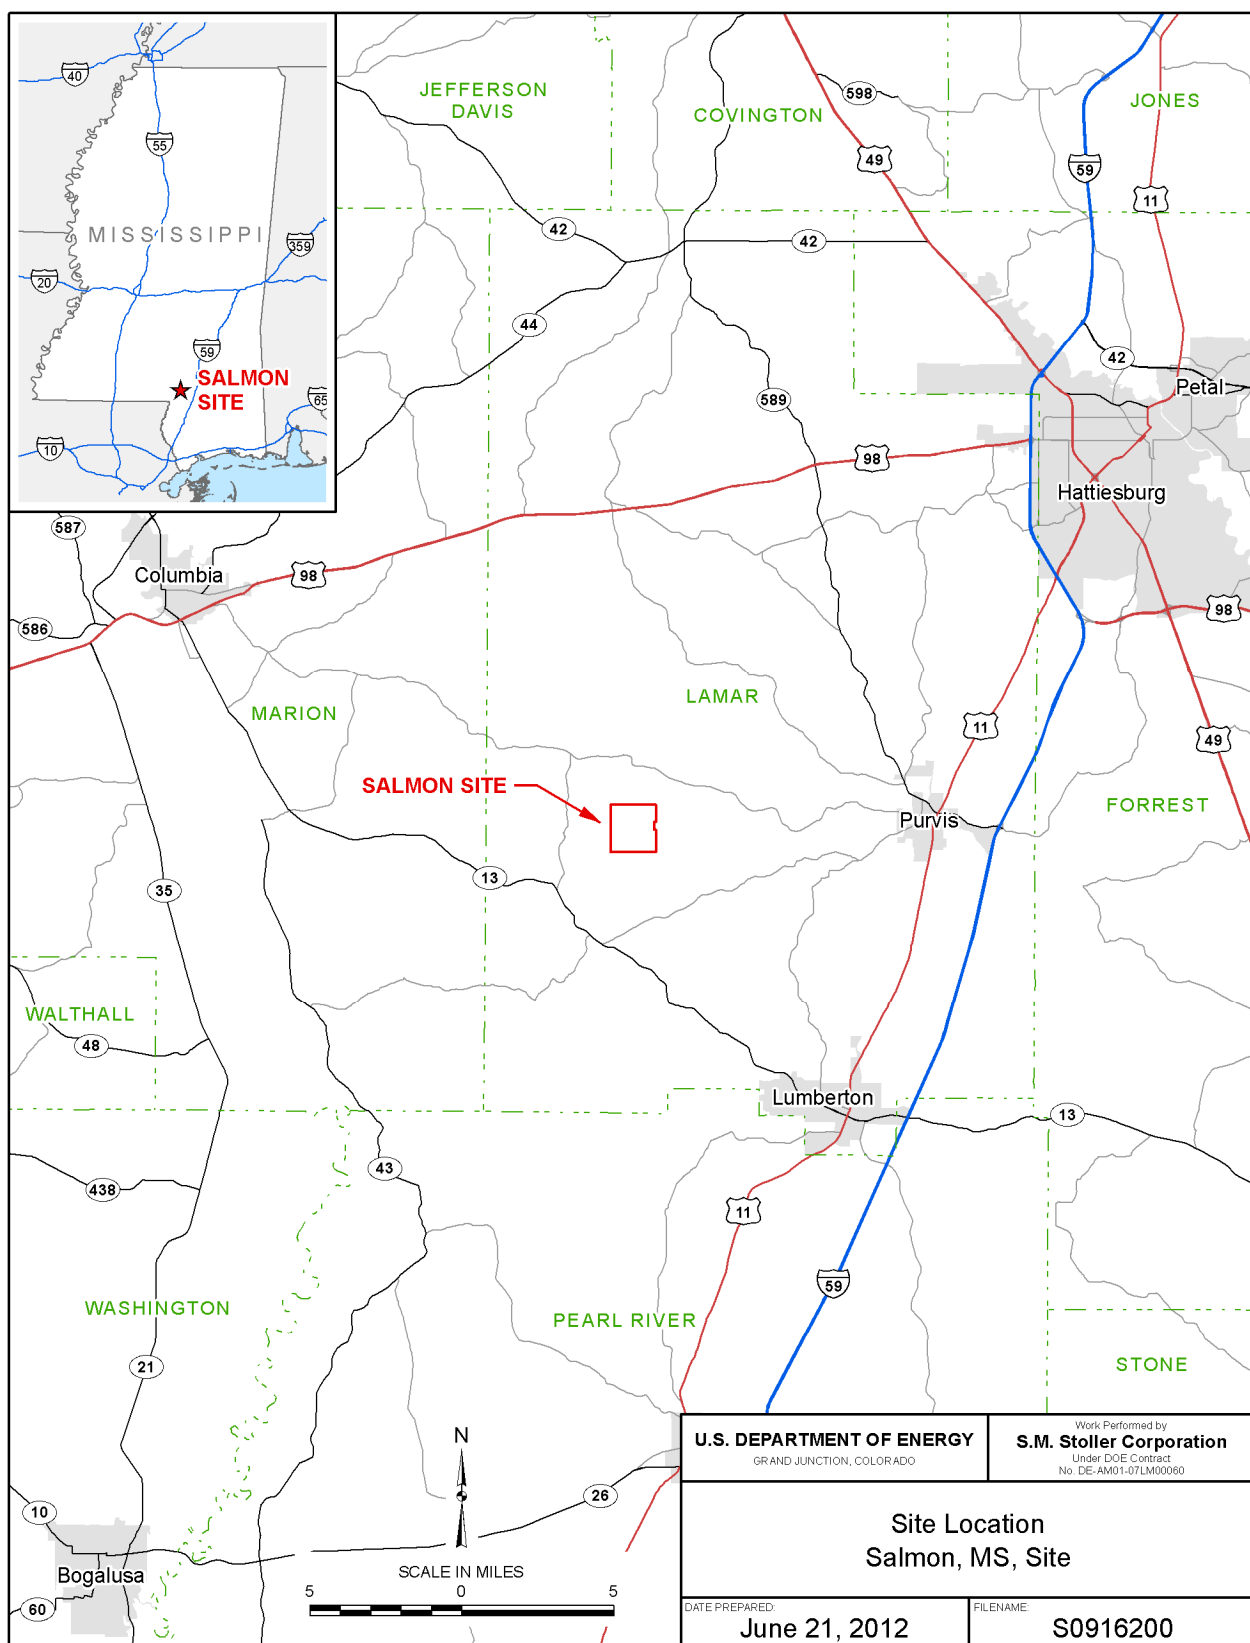 40
55
MISSISSIPPI
359
20
59
SALMON
SITE
65
10
JEFFERSON
DAVIS
COVINGTON
598
JONES
49
59
11
42
42
44
42
589
Petal
98
Hattiesburg
587
Columbia
98
586
98
MARION
LAMAR
11
49
SALMON SITE
FORREST
Purvis
13
35
WALTHALL
48
Lumberton
13
43
438
11
59
WASHINGTON
PEARL RIVER
STONE
21
N
26
10
Bogalusa
60
SCALE IN MILES
5 0 5
U.S. DEPARTMENT OF ENERGY
GRAND JUNCTION, COLORADO
Work Performed by
S.M. Stoller Corporation
Under DOE Contract
No. DE-AM01-07LM00060
Site Location
Salmon, MS, Site
DATE PREPARED:
June 21, 2012
FILENAME:
S0916200